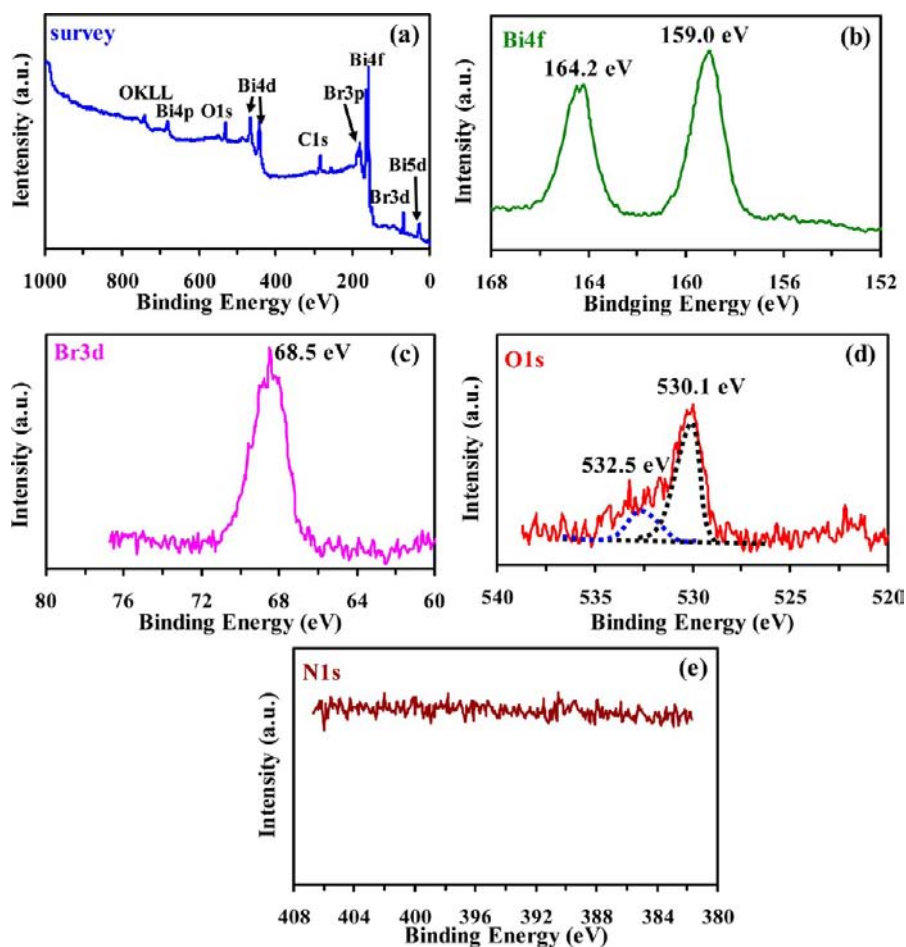 survey
(a)
Bi4f
OKLL
Bi4p
O1s
Bi4d
Br3p
C1s
Bi5d
Br3d
Ientensity (a.u.)
1000 800 600 400 200 0
Binding Energy (eV)
Bi4f
(b)
159.0 eV
164.2 eV
Intensity (a.u.)
168 164 159 156 152
Bindging Energy (eV)
Br3d
(c)
68.5 eV
Intensity (a.u.)
80 76 72 68 64 60
Binding Energy (eV)
O1s
(d)
530.1 eV
532.5 eV
Intensity (a.u.)
540 535 530 525 520
Binding Energy (eV)
N1s
(e)
Intensity (a.u.)
408 404 400 396 392 388 384 380
Binding Energy (eV)